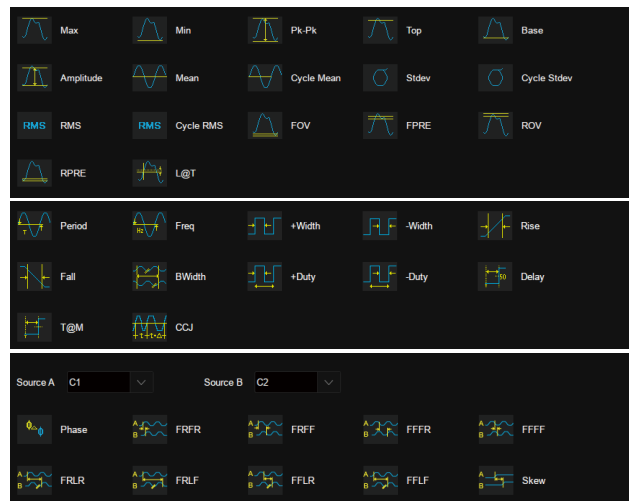 Max Min Pk-Pk Top Base
Amplitude Mean Cycle Mean Stdev Cycle Stdev
RMS RMS RMS Cycle RMS FOV FPRE ROV
RPRE L@T
T Period Hz Freq +Width -Width Rise
Fall BWidth +Duty -Duty 50 Delay
T@M t t+Δ CCJ
Source A C1 Source B C2
ϕ ϕ Phase A B FRFR A B FRFF A B FFFR A B FFFF
A B FRLR A B FRLF A B FFLR A B FFLF A B Skew